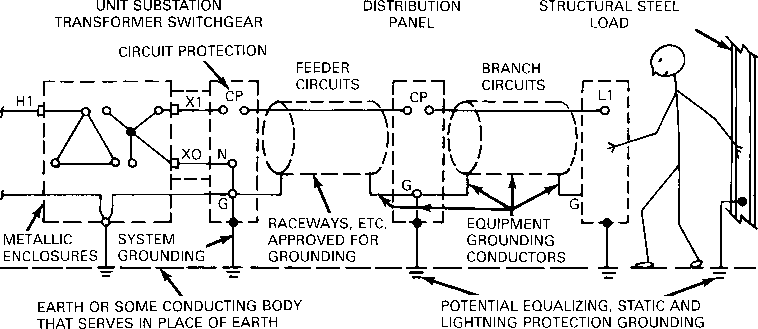 UNIT SUBSTATION
TRANSFORMER SWITCHGEAR
DISTRIBUTION
PANEL
STRUCTURAL STEEL
LOAD
CIRCUIT PROTECTION
FEEDER
CIRCUITS
BRANCH
CIRCUITS
H1
X1
CP
CP
L1
XO
N
G
G
G
METALLIC
ENCLOSURES
SYSTEM
GROUNDING
RACEWAYS, ETC.
APPROVED FOR
GROUNDING
EQUIPMENT
GROUNDING
CONDUCTORS
EARTH OR SOME CONDUCTING BODY
THAT SERVES IN PLACE OF EARTH
POTENTIAL EQUALIZING, STATIC AND
LIGHTNING PROTECTION GROUNDING